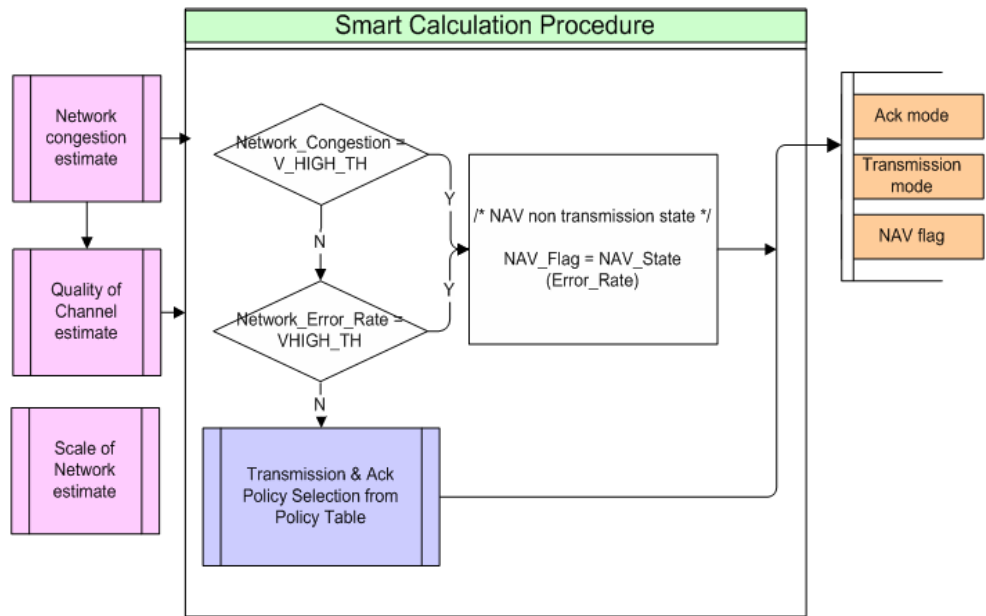 Smart Calculation Procedure
Network
congestion
estimate
Quality of
Channel
estimate
Scale of
Network
estimate
Network_Congestion =
V_HIGH_TH
Y
N
Network_Error_Rate =
VHIGH_TH
Y
N
/* NAV non transmission state */
NAV_Flag = NAV_State
(Error_Rate)
Transmission & Ack
Policy Selection from
Policy Table
Ack mode
Transmission
mode
NAV flag